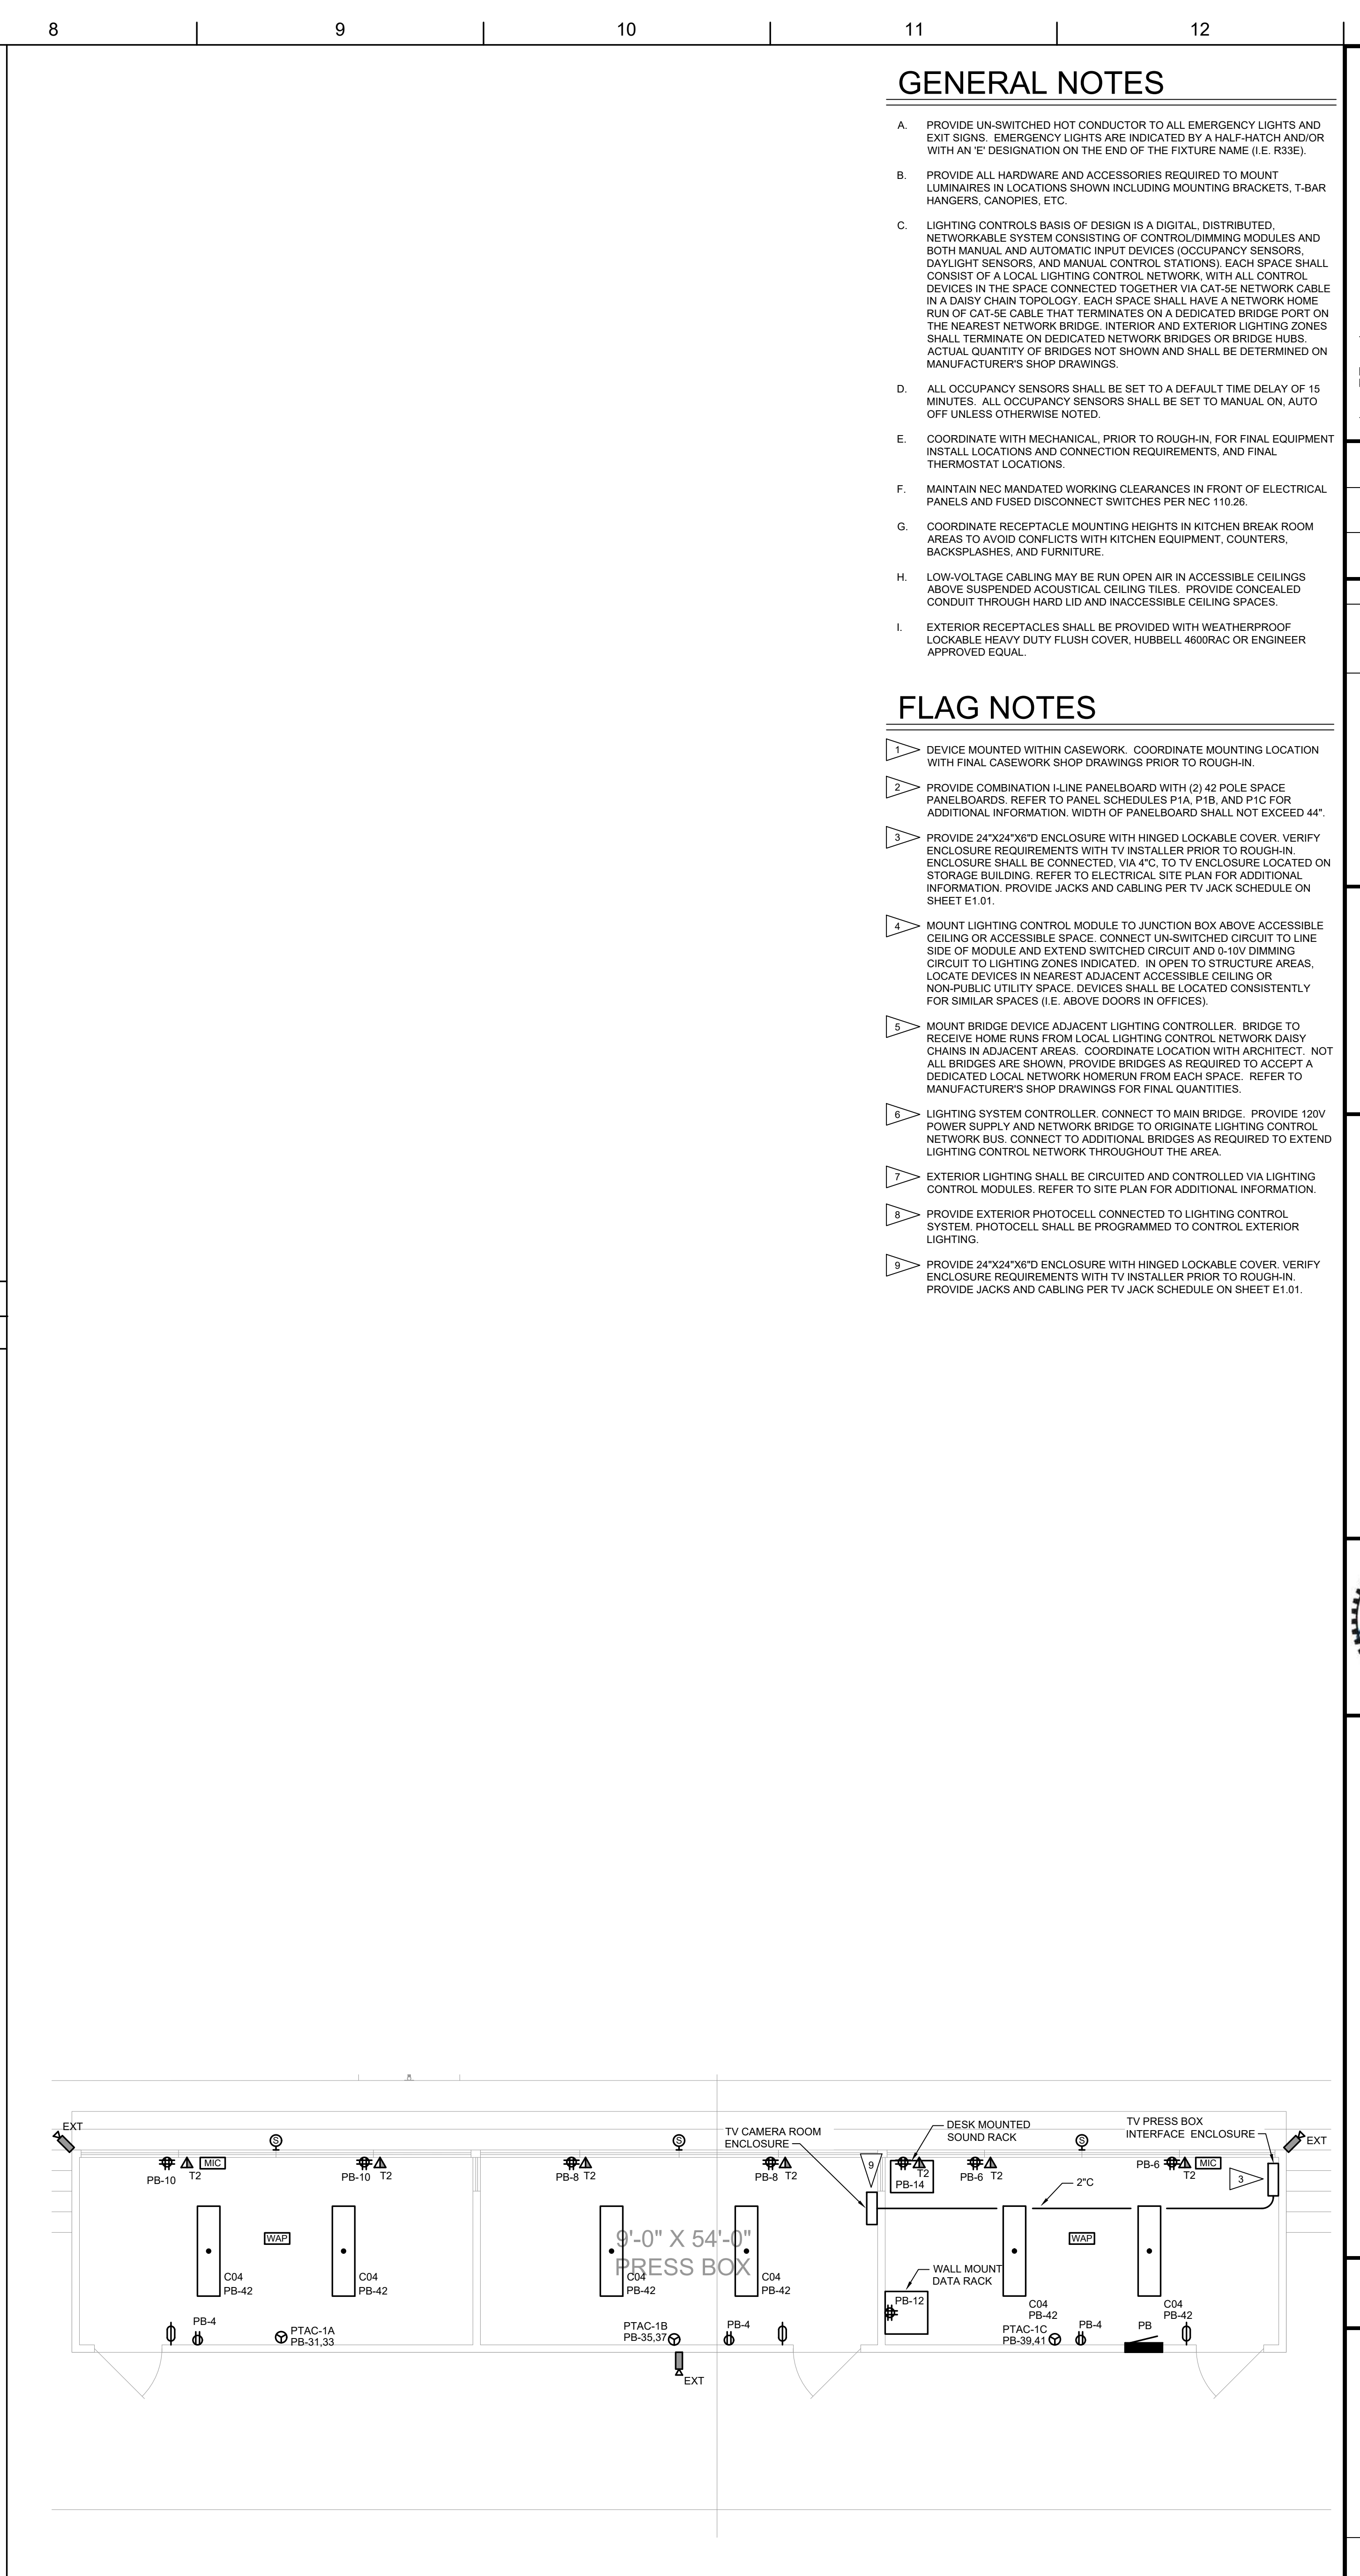 8 9 10 11 12
GENERAL NOTES
A. PROVIDE UN-SWITCHED HOT CONDUCTOR TO ALL EMERGENCY LIGHTS AND
EXIT SIGNS. EMERGENCY LIGHTS ARE INDICATED BY A HALF-HATCH AND/OR
WITH AN 'E' DESIGNATION ON THE END OF THE FIXTURE NAME (I.E. R33E).
B. PROVIDE ALL HARDWARE AND ACCESSORIES REQUIRED TO MOUNT
LUMINAIRES IN LOCATIONS SHOWN INCLUDING MOUNTING BRACKETS, T-BAR
HANGERS, CANOPIES, ETC.
C. LIGHTING CONTROLS BASIS OF DESIGN IS A DIGITAL, DISTRIBUTED,
NETWORKABLE SYSTEM CONSISTING OF CONTROL/DIMMING MODULES AND
BOTH MANUAL AND AUTOMATIC INPUT DEVICES (OCCUPANCY SENSORS,
DAYLIGHT SENSORS, AND MANUAL CONTROL STATIONS). EACH SPACE SHALL
CONSIST OF A LOCAL LIGHTING CONTROL NETWORK, WITH ALL CONTROL
DEVICES IN THE SPACE CONNECTED TOGETHER VIA CAT-5E NETWORK CABLE
IN A DAISY CHAIN TOPOLOGY. EACH SPACE SHALL HAVE A NETWORK HOME
RUN OF CAT-5E CABLE THAT TERMINATES ON A DEDICATED BRIDGE PORT ON
THE NEAREST NETWORK BRIDGE. INTERIOR AND EXTERIOR LIGHTING ZONES
SHALL TERMINATE ON DEDICATED NETWORK BRIDGES OR BRIDGE HUBS.
ACTUAL QUANTITY OF BRIDGES NOT SHOWN AND SHALL BE DETERMINED ON
MANUFACTURER'S SHOP DRAWINGS.
D. ALL OCCUPANCY SENSORS SHALL BE SET TO A DEFAULT TIME DELAY OF 15
MINUTES. ALL OCCUPANCY SENSORS SHALL BE SET TO MANUAL ON, AUTO
OFF UNLESS OTHERWISE NOTED.
E. COORDINATE WITH MECHANICAL, PRIOR TO ROUGH-IN, FOR FINAL EQUIPMENT
INSTALL LOCATIONS AND CONNECTION REQUIREMENTS, AND FINAL
THERMOSTAT LOCATIONS.
F. MAINTAIN NEC MANDATED WORKING CLEARANCES IN FRONT OF ELECTRICAL
PANELS AND FUSED DISCONNECT SWITCHES PER NEC 110.26.
G. COORDINATE RECEPTACLE MOUNTING HEIGHTS IN KITCHEN BREAK ROOM
AREAS TO AVOID CONFLICTS WITH KITCHEN EQUIPMENT, COUNTERS,
BACKSPLASHES, AND FURNITURE.
H. LOW-VOLTAGE CABLING MAY BE RUN OPEN AIR IN ACCESSIBLE CEILINGS
ABOVE SUSPENDED ACOUSTICAL CEILING TILES. PROVIDE CONCEALED
CONDUIT THROUGH HARD LID AND INACCESSIBLE CEILING SPACES.
I. EXTERIOR RECEPTACLES SHALL BE PROVIDED WITH WEATHERPROOF
LOCKABLE HEAVY DUTY FLUSH COVER, HUBBELL 4600RAC OR ENGINEER
APPROVED EQUAL.
FLAG NOTES
1 DEVICE MOUNTED WITHIN CASEWORK. COORDINATE MOUNTING LOCATION
WITH FINAL CASEWORK SHOP DRAWINGS PRIOR TO ROUGH-IN.
2 PROVIDE COMBINATION I-LINE PANELBOARD WITH (2) 42 POLE SPACE
PANELBOARDS. REFER TO PANEL SCHEDULES P1A, P1B, AND P1C FOR
ADDITIONAL INFORMATION. WIDTH OF PANELBOARD SHALL NOT EXCEED 44".
3 PROVIDE 24"X24"X6"D ENCLOSURE WITH HINGED LOCKABLE COVER. VERIFY
ENCLOSURE REQUIREMENTS WITH TV INSTALLER PRIOR TO ROUGH-IN.
ENCLOSURE SHALL BE CONNECTED, VIA 4"C, TO TV ENCLOSURE LOCATED ON
STORAGE BUILDING. REFER TO ELECTRICAL SITE PLAN FOR ADDITIONAL
INFORMATION. PROVIDE JACKS AND CABLING PER TV JACK SCHEDULE ON
SHEET E1.01.
4 MOUNT LIGHTING CONTROL MODULE TO JUNCTION BOX ABOVE ACCESSIBLE
CEILING OR ACCESSIBLE SPACE. CONNECT UN-SWITCHED CIRCUIT TO LINE
SIDE OF MODULE AND EXTEND SWITCHED CIRCUIT AND 0-10V DIMMING
CIRCUIT TO LIGHTING ZONES INDICATED. IN OPEN TO STRUCTURE AREAS,
LOCATE DEVICES IN NEAREST ADJACENT ACCESSIBLE CEILING OR
NON-PUBLIC UTILITY SPACE. DEVICES SHALL BE LOCATED CONSISTENTLY
FOR SIMILAR SPACES (I.E. ABOVE DOORS IN OFFICES).
5 MOUNT BRIDGE DEVICE ADJACENT LIGHTING CONTROLLER. BRIDGE TO
RECEIVE HOME RUNS FROM LOCAL LIGHTING CONTROL NETWORK DAISY
CHAINS IN ADJACENT AREAS. COORDINATE LOCATION WITH ARCHITECT. NOT
ALL BRIDGES ARE SHOWN, PROVIDE BRIDGES AS REQUIRED TO ACCEPT A
DEDICATED LOCAL NETWORK HOMERUN FROM EACH SPACE. REFER TO
MANUFACTURER'S SHOP DRAWINGS FOR FINAL QUANTITIES.
6 LIGHTING SYSTEM CONTROLLER. CONNECT TO MAIN BRIDGE. PROVIDE 120V
POWER SUPPLY AND NETWORK BRIDGE TO ORIGINATE LIGHTING CONTROL
NETWORK BUS. CONNECT TO ADDITIONAL BRIDGES AS REQUIRED TO EXTEND
LIGHTING CONTROL NETWORK THROUGHOUT THE AREA.
7 EXTERIOR LIGHTING SHALL BE CIRCUITED AND CONTROLLED VIA LIGHTING
CONTROL MODULES. REFER TO SITE PLAN FOR ADDITIONAL INFORMATION.
8 PROVIDE EXTERIOR PHOTOCELL CONNECTED TO LIGHTING CONTROL
SYSTEM. PHOTOCELL SHALL BE PROGRAMMED TO CONTROL EXTERIOR
LIGHTING.
9 PROVIDE 24"X24"X6"D ENCLOSURE WITH HINGED LOCKABLE COVER. VERIFY
ENCLOSURE REQUIREMENTS WITH TV INSTALLER PRIOR TO ROUGH-IN.
PROVIDE JACKS AND CABLING PER TV JACK SCHEDULE ON SHEET E1.01.
EXT
S
S
TV CAMERA ROOM
ENCLOSURE
DESK MOUNTED
SOUND RACK
S
TV PRESS BOX
INTERFACE ENCLOSURE
EXT
PB-10 T2 MIC
PB-10 T2
PB-8 T2
PB-8 T2
9
T2
PB-14
PB-6 T2
PB-6 T2 MIC
3
2"C
WAP
WAP
9'-0" X 54'-0"
PRESS BOX
C04
PB-42
C04
PB-42
C04
PB-42
C04
PB-42
WALL MOUNT
DATA RACK
PB-12
C04
PB-42
C04
PB-42
PB-4
PTAC-1A
PB-31,33
PTAC-1B
PB-35,37
PB-4
PTAC-1C
PB-39,41
PB-4
PB
EXT